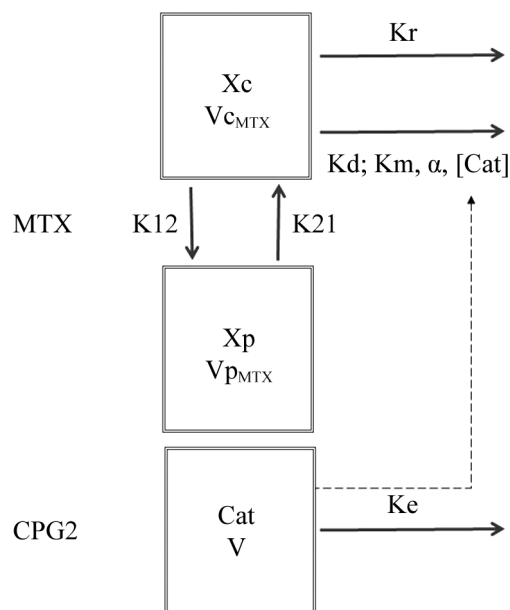 Kr
Xc
Vc_MTX
Kd; Km, α, [Cat]
MTX
K12
K21
Xp
Vp_MTX
Ke
Cat
CPG2
V